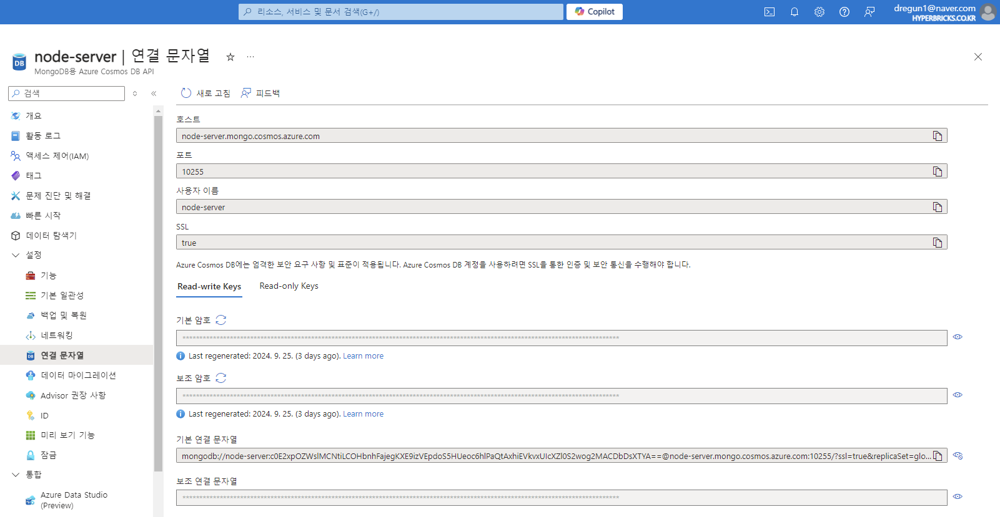 리소스, 서비스 및 문서 검색(G+/)
Copilot
dregun1@naver.com
HYPERBRICKS.CO.KR
node-server | 연결 문자열
MongoDB용 Azure Cosmos DB API
검색
새로 고침
피드백
개요
활동 로그
액세스 제어(IAM)
태그
문제 진단 및 해결
빠른 시작
데이터 탐색기
설정
기능
기본 일관성
백업 및 복원
네트워킹
연결 문자열
데이터 마이그레이션
Advisor 권장 사항
ID
미리 보기 기능
잠금
통합
Azure Data Studio
(Preview)
호스트
node-server.mongo.cosmos.azure.com
포트
10255
사용자 이름
node-server
SSL
true
Azure Cosmos DB에는 엄격한 보안 요구 사항 및 표준이 적용됩니다. Azure Cosmos DB 계정을 사용하려면 SSL을 통한 인증 및 보안 통신을 수행해야 합니다.
Read-write Keys
Read-only Keys
기본 암호
Last regenerated: 2024. 9. 25. (3 days ago). Learn more
보조 암호
Last regenerated: 2024. 9. 25. (3 days ago). Learn more
기본 연결 문자열
mongodb://node-server: @node-server.mongo.cosmos.azure.com:10255/?ssl=true&replicaSet=glo...
보조 연결 문자열